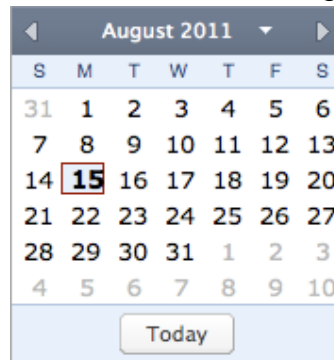 August 2011
S M T W T F S
31 1 2 3 4 5 6
7 8 9 10 11 12 13
14 15 16 17 18 19 20
21 22 23 24 25 26 27
28 29 30 31 1 2 3
4 5 6 7 8 9 10
Today